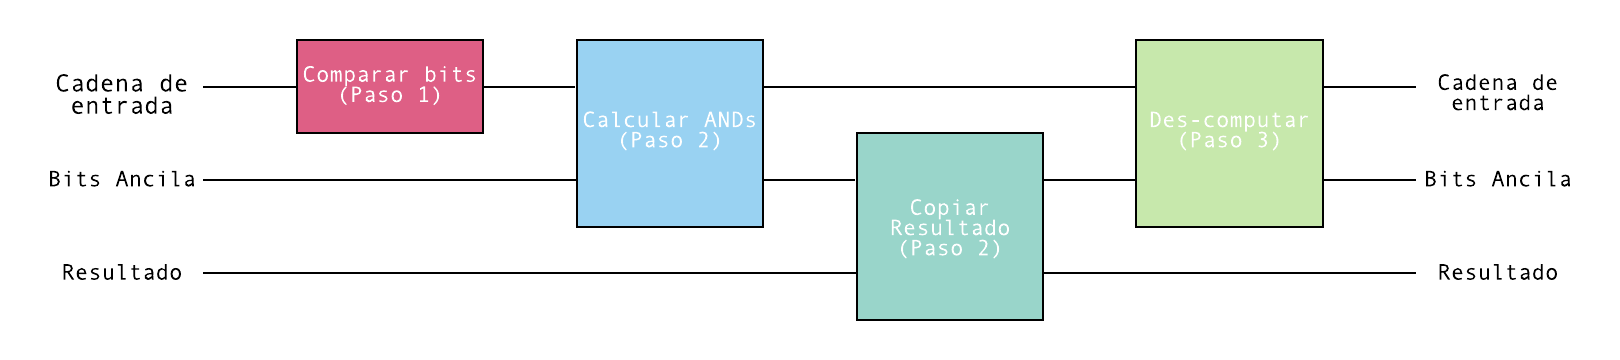 Cadena de
entrada
Bits Ancila
Resultado
Comparar bits
(Paso 1)
Calcular ANDs
(Paso 2)
Copiar
Resultado
(Paso 2)
Des-computar
(Paso 3)
Cadena de
entrada
Bits Ancila
Resultado